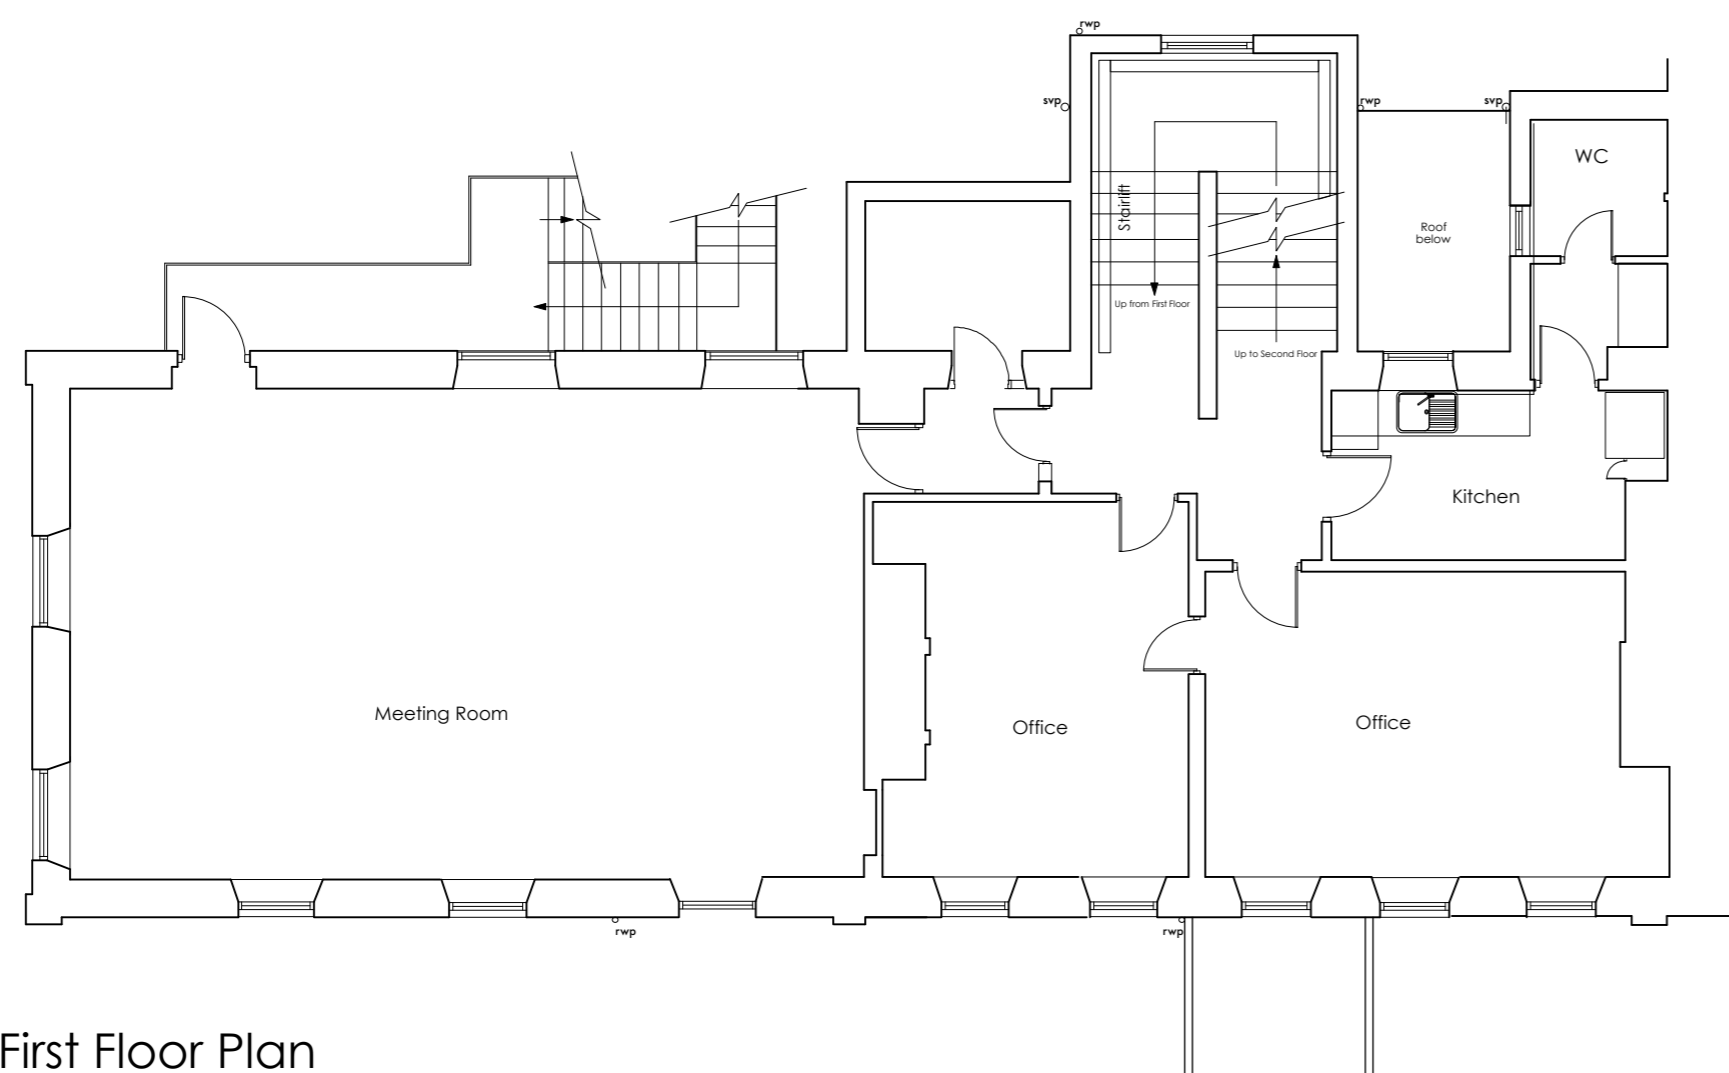 rwp
svp
rwp
svp
WC
Stairlift
Roof
below
Up from First Floor
Up to Second Floor
Kitchen
Meeting Room
Office
Office
rwp
rwp
First Floor Plan